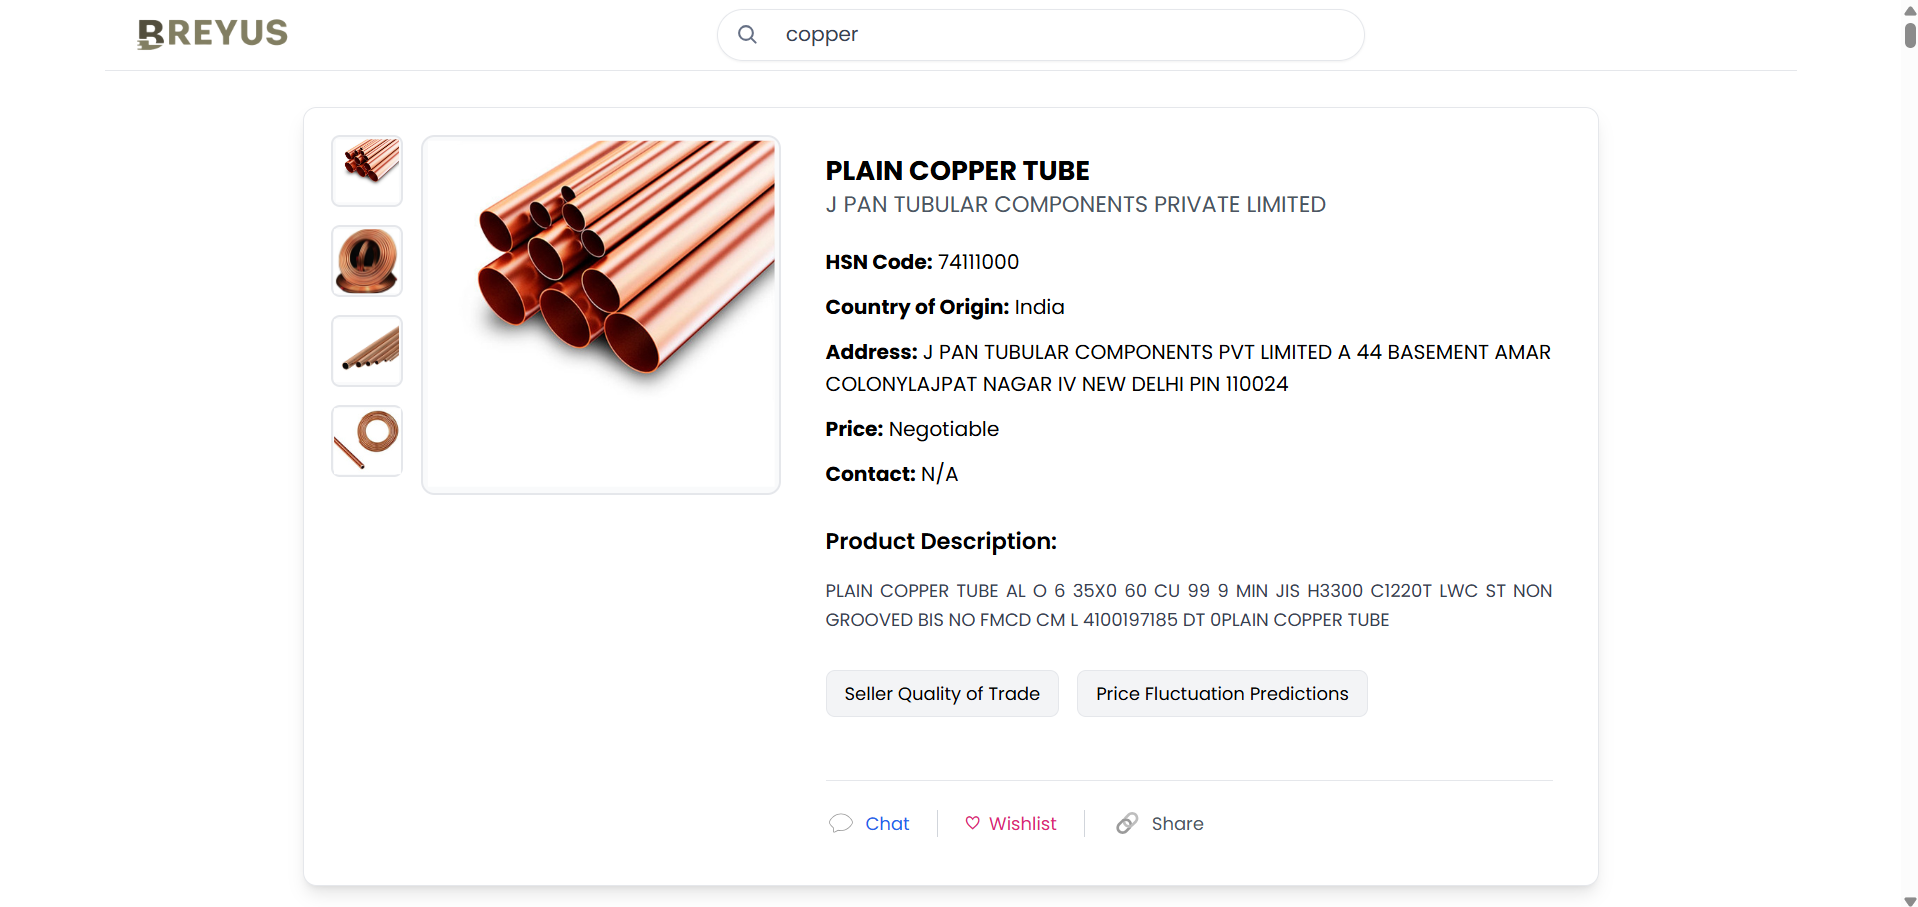 BREYUS
copper
PLAIN COPPER TUBE
J PAN TUBULAR COMPONENTS PRIVATE LIMITED
HSN Code: 74111000
Country of Origin: India
Address: J PAN TUBULAR COMPONENTS PVT LIMITED A 44 BASEMENT AMAR
COLONYLAJPAT NAGAR IV NEW DELHI PIN 110024
Price: Negotiable
Contact: N/A
Product Description:
PLAIN COPPER TUBE AL O 6 35X0 60 CU 99 9 MIN JIS H3300 C1220T LWC ST NON
GROOVED BIS NO FMCD CM L 4100197185 DT 0PLAIN COPPER TUBE
Seller Quality of Trade
Price Fluctuation Predictions
Chat
Wishlist
Share